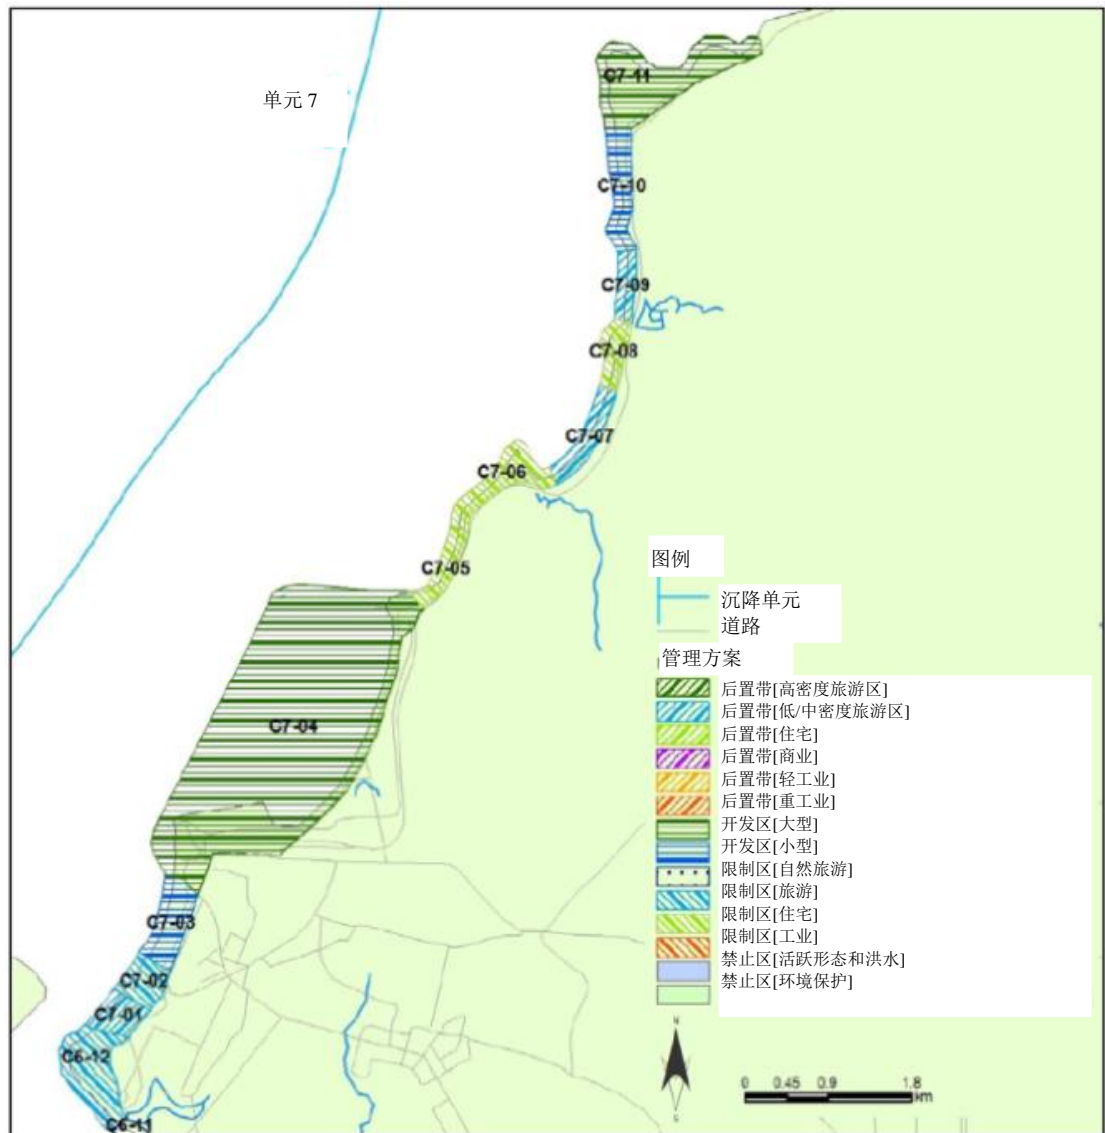 C7-11
单元 7
C7-10
C7-09
C7-08
C7-07
C7-06
C7-05
C7-04
C7-03
C7-02
C7-01
C6-12
C6-11
图例
沉降单元
道路
管理方案
后置带[高密度旅游区]
后置带[低/中密度旅游区]
后置带[住宅]
后置带[商业]
后置带[轻工业]
后置带[重工业]
开发区[大型]
开发区[小型]
限制区[自然旅游]
限制区[旅游]
限制区[住宅]
限制区[工业]
禁止区[活跃形态和洪水]
禁止区[环境保护]
N
S
0 0.45 0.9 1.8
km